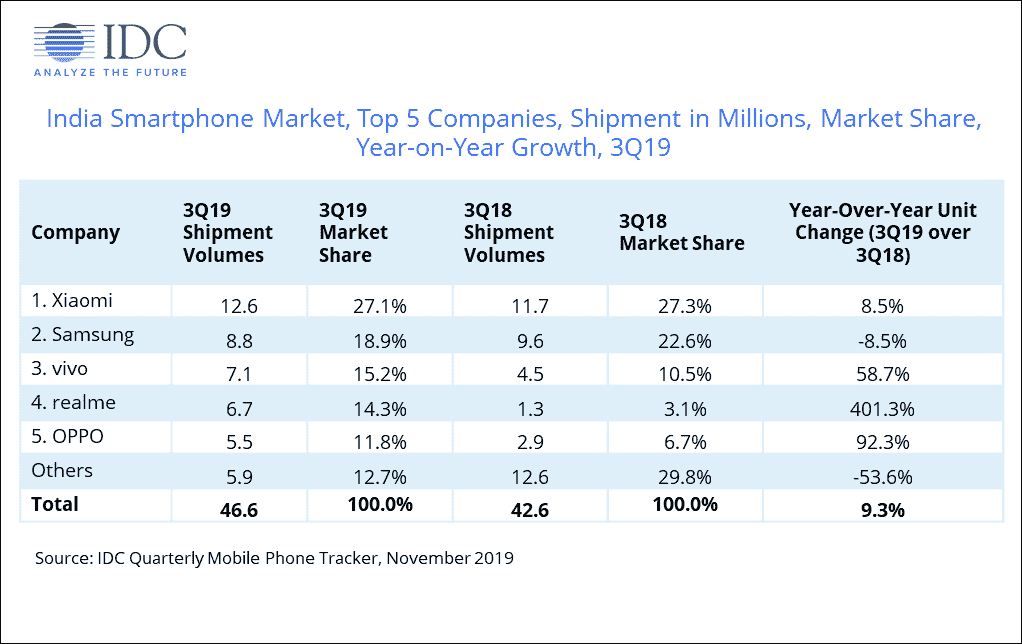 IDC
ANALYZE THE FUTURE
India Smartphone Market, Top 5 Companies, Shipment in Millions, Market Share,
Year-on-Year Growth, 3Q19
Company 3Q19 Shipment Volumes 3Q19 Market Share 3Q18 Shipment Volumes 3Q18 Market Share Year-Over-Year Unit Change (3Q19 over 3Q18)
1. Xiaomi 12.6 27.1% 11.7 27.3% 8.5%
2. Samsung 8.8 18.9% 9.6 22.6% -8.5%
3. vivo 7.1 15.2% 4.5 10.5% 58.7%
4. realme 6.7 14.3% 1.3 3.1% 401.3%
5. OPPO 5.5 11.8% 2.9 6.7% 92.3%
Others 5.9 12.7% 12.6 29.8% -53.6%
Total 46.6 100.0% 42.6 100.0% 9.3%
Source: IDC Quarterly Mobile Phone Tracker, November 2019